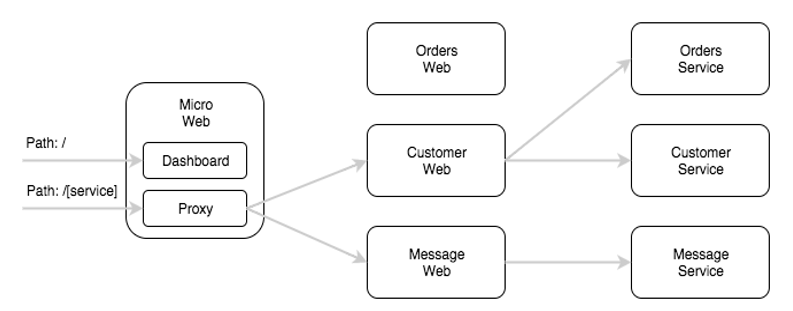 Orders
Web
Orders
Service
Micro
Web
Path: /
Dashboard
Customer
Web
Customer
Service
Path: /[service]
Proxy
Message
Web
Message
Service